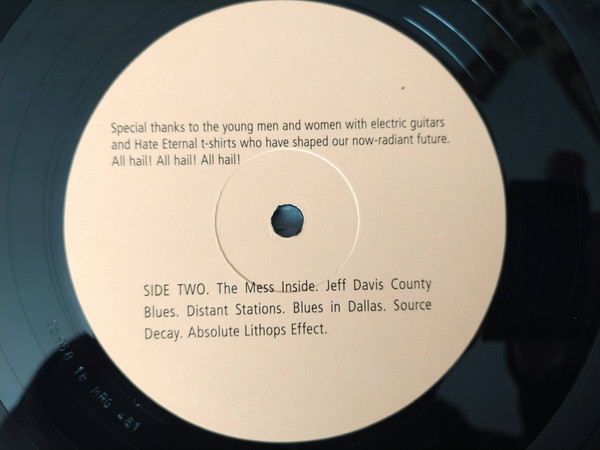 Special thanks to the young men and women with electric guitars
and Hate Eternal t-shirts who have shaped our now-radiant future.
All hail! All hail! All hail!
SIDE TWO. The Mess Inside. Jeff Davis County
Blues. Distant Stations. Blues in Dallas. Source
Decay. Absolute Lithops Effect.
MRG 481